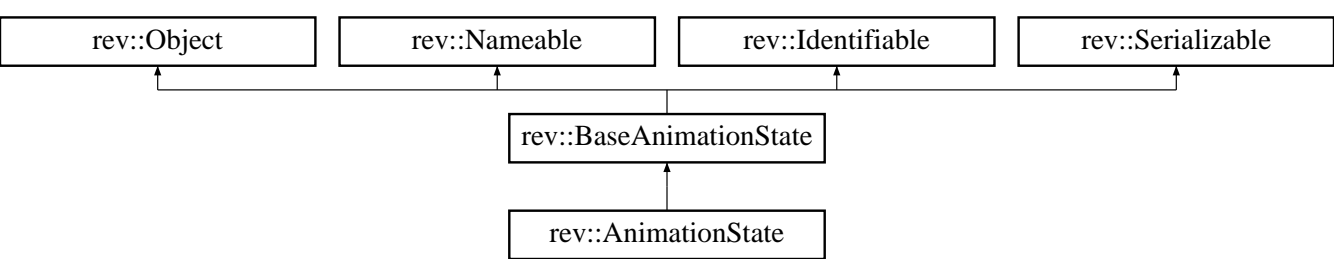 rev::Object rev::Nameable rev::Identifiable rev::Serializable
rev::BaseAnimationState
rev::AnimationState